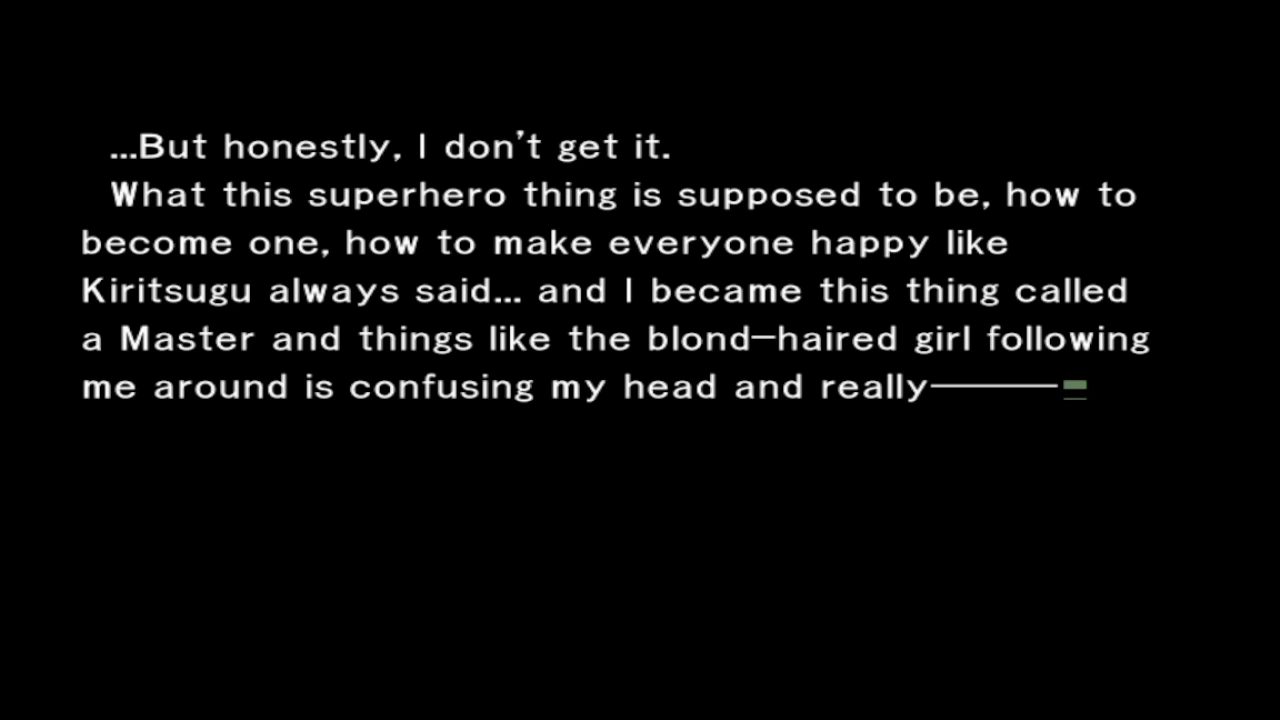 …But honestly, I don't get it.
What this superhero thing is supposed to be, how to
become one, how to make everyone happy like
Kiritsugu always said… and I became this thing called
a Master and things like the blond―haired girl following
me around is confusing my head and really―――